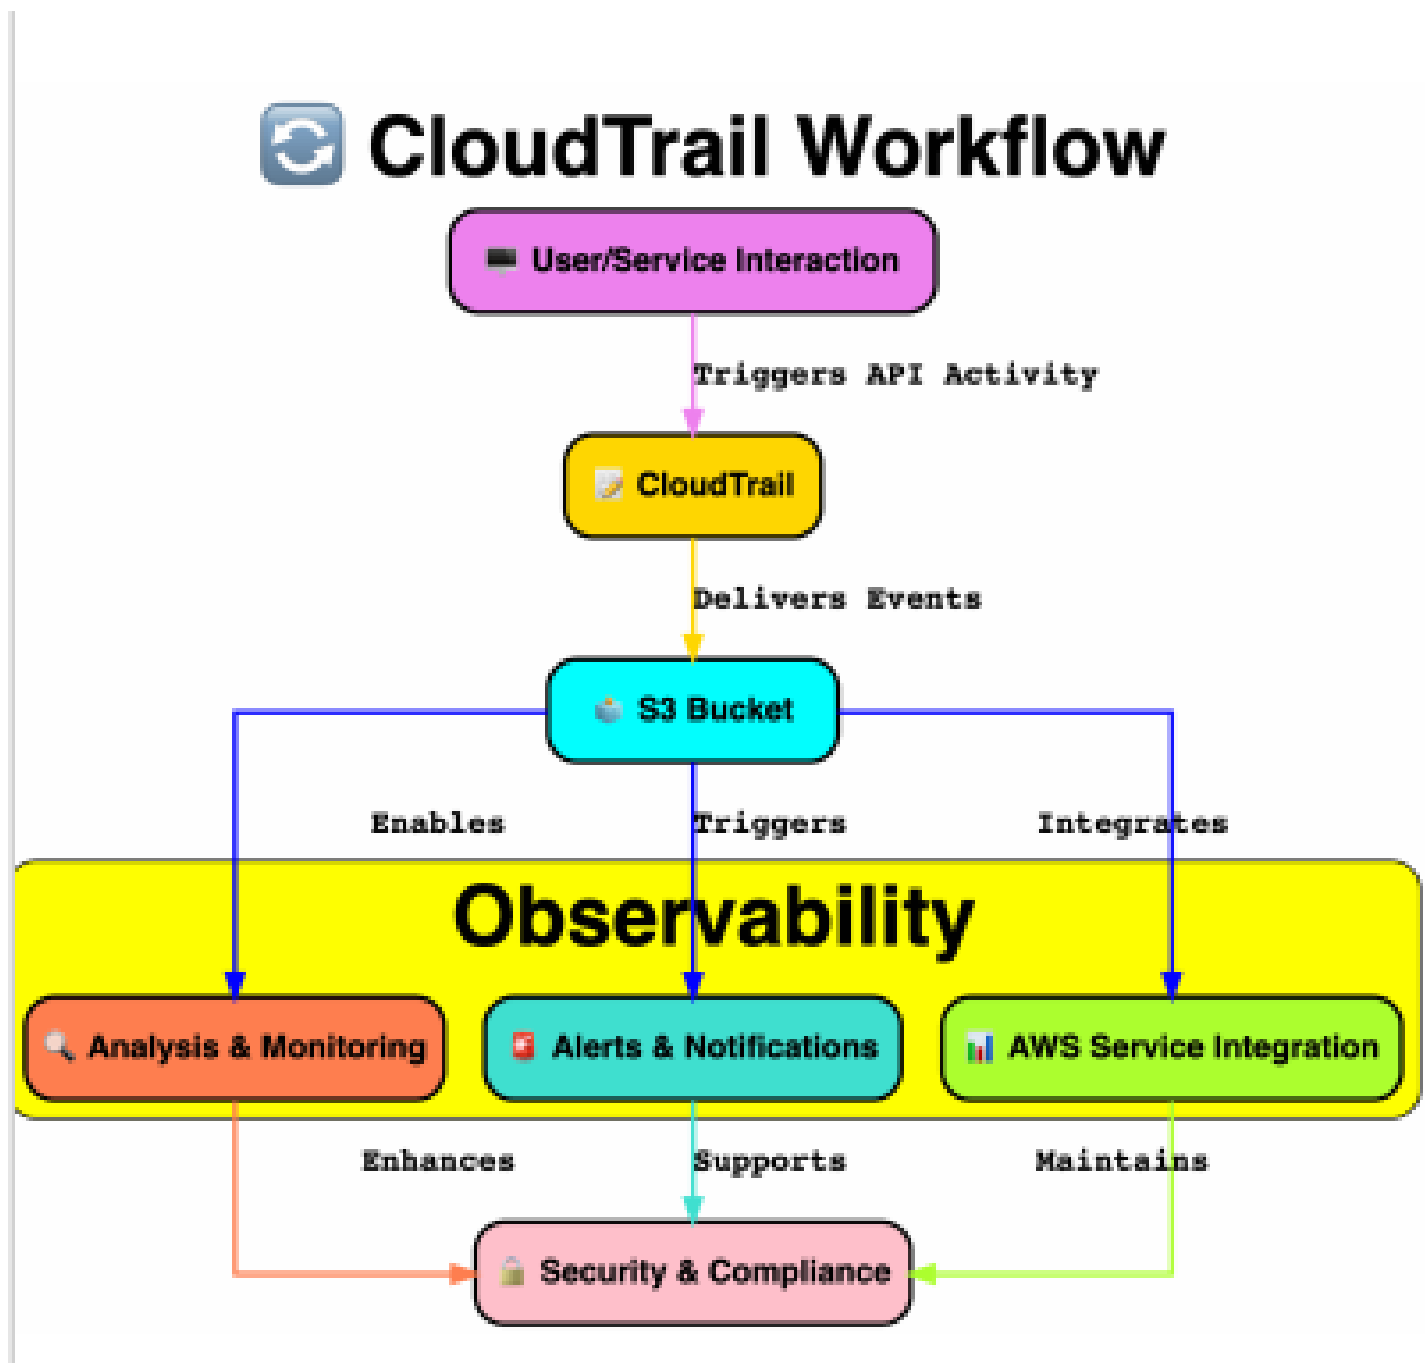 CloudTrail Workflow
User/Service Interaction
Triggers API Activity
CloudTrail
Delivers Events
S3 Bucket
Enables
Triggers
Integrates
Observability
Analysis & Monitoring
Alerts & Notifications
AWS Service Integration
Enhances
Supports
Maintains
Security & Compliance